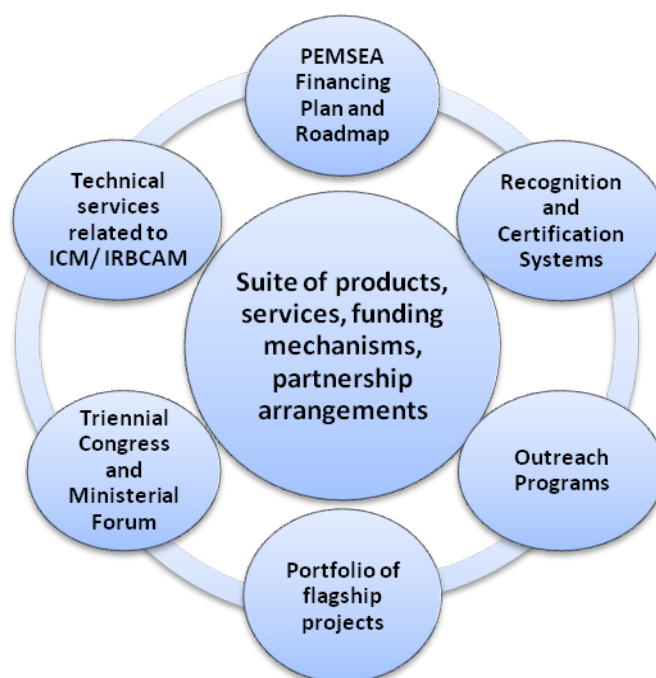 PEMSEA
Financing
Plan and
Roadmap
Technical
services
related to
ICM/ IRBCAM
Recognition
and
Certification
Systems
Suite of products,
services, funding
mechanisms,
partnership
arrangements
Triennial
Congress
and
Ministerial
Forum
Outreach
Programs
Portfolio of
flagship
projects